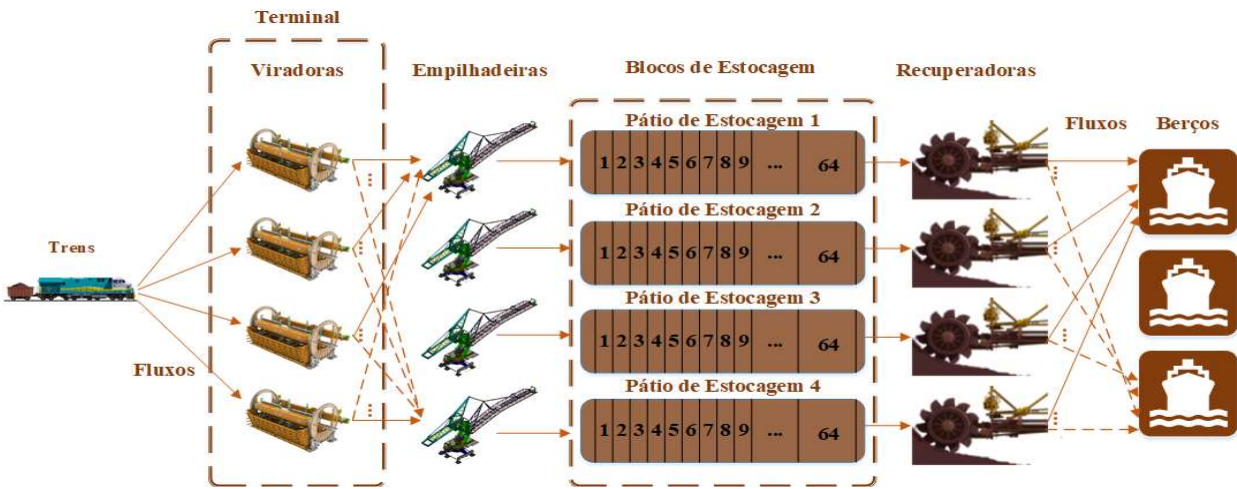 Terminal
Viradoras
Empilhadeiras
Blocos de Estocagem
Recuperadoras
Fluxos
Berços
Pátio de Estocagem 1
1 2 3 4 5 6 7 8 9 ... 64
Pátio de Estocagem 2
1 2 3 4 5 6 7 8 9 ... 64
Trens
Pátio de Estocagem 3
1 2 3 4 5 6 7 8 9 ... 64
Fluxos
Pátio de Estocagem 4
1 2 3 4 5 6 7 8 9 ... 64